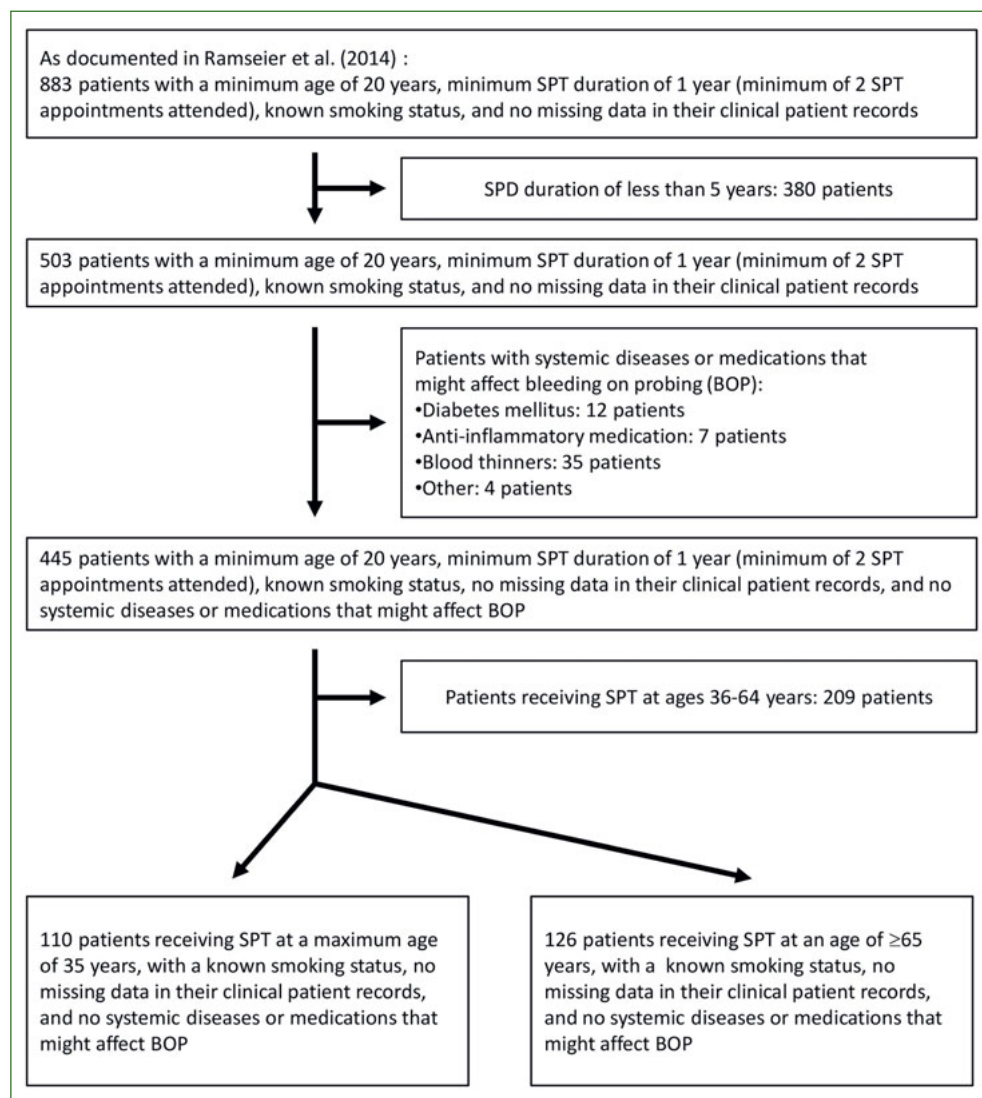 As documented in Ramseier et al. (2014) :
883 patients with a minimum age of 20 years, minimum SPT duration of 1 year (minimum of 2 SPT
appointments attended), known smoking status, and no missing data in their clinical patient records
SPD duration of less than 5 years: 380 patients
503 patients with a minimum age of 20 years, minimum SPT duration of 1 year (minimum of 2 SPT
appointments attended), known smoking status, and no missing data in their clinical patient records
Patients with systemic diseases or medications that
might affect bleeding on probing (BOP):
•Diabetes mellitus: 12 patients
•Anti-inflammatory medication: 7 patients
•Blood thinners: 35 patients
•Other: 4 patients
445 patients with a minimum age of 20 years, minimum SPT duration of 1 year (minimum of 2 SPT
appointments attended), known smoking status, no missing data in their clinical patient records, and no
systemic diseases or medications that might affect BOP
Patients receiving SPT at ages 36-64 years: 209 patients
110 patients receiving SPT at a maximum age
of 35 years, with a known smoking status, no
missing data in their clinical patient records,
and no systemic diseases or medications that
might affect BOP
126 patients receiving SPT at an age of ≥65
years, with a known smoking status, no
missing data in their clinical patient records,
and no systemic diseases or medications that
might affect BOP